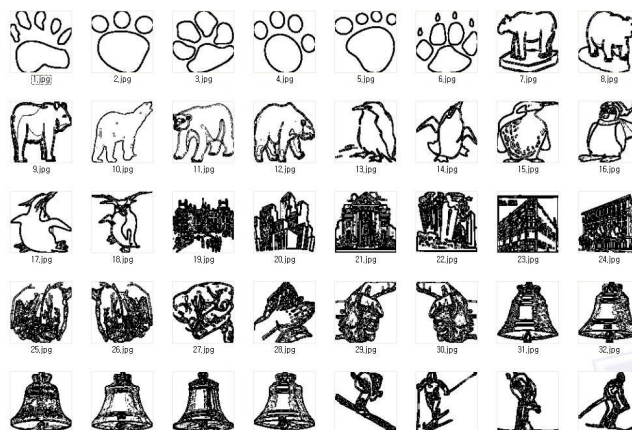 1.jpg 2.jpg 3.jpg 4.jpg 5.jpg 6.jpg 7.jpg 8.jpg
9.jpg 10.jpg 11.jpg 12.jpg 13.jpg 14.jpg 15.jpg 16.jpg
17.jpg 18.jpg 19.jpg 20.jpg 21.jpg 22.jpg 23.jpg 24.jpg
25.jpg 26.jpg 27.jpg 28.jpg 29.jpg 30.jpg 31.jpg 32.jpg